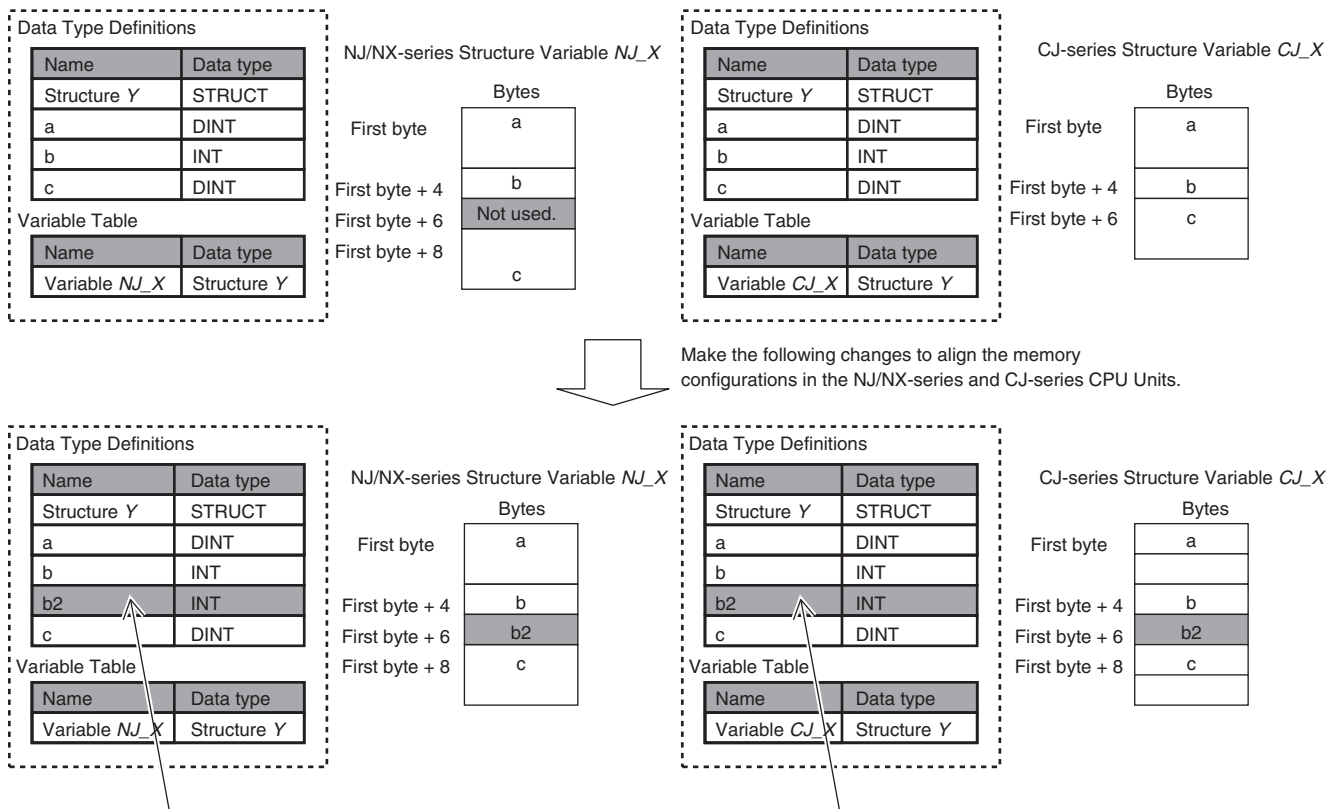 Data Type Definitions
Name Data type
Structure Y STRUCT
a DINT
b INT
c DINT
Variable Table
Name Data type
Variable NJ_X Structure Y
NJ/NX-series Structure Variable NJ_X
Bytes
First byte a
First byte + 4 b
First byte + 6 Not used.
First byte + 8
c
Data Type Definitions
Name Data type
Structure Y STRUCT
a DINT
b INT
c DINT
Variable Table
Name Data type
Variable CJ_X Structure Y
CJ-series Structure Variable CJ_X
Bytes
First byte a
First byte + 4 b
First byte + 6 c
Make the following changes to align the memory
configurations in the NJ/NX-series and CJ-series CPU Units.
Data Type Definitions
Name Data type
Structure Y STRUCT
a DINT
b INT
b2 INT
c DINT
Variable Table
Name Data type
Variable NJ_X Structure Y
NJ/NX-series Structure Variable NJ_X
Bytes
First byte a
First byte + 4 b
First byte + 6 b2
First byte + 8 c
Data Type Definitions
Name Data type
Structure Y STRUCT
a DINT
b INT
b2 INT
c DINT
Variable Table
Name Data type
Variable CJ_X Structure Y
CJ-series Structure Variable CJ_X
Bytes
First byte a
First byte + 4 b
First byte + 6 b2
First byte + 8 c